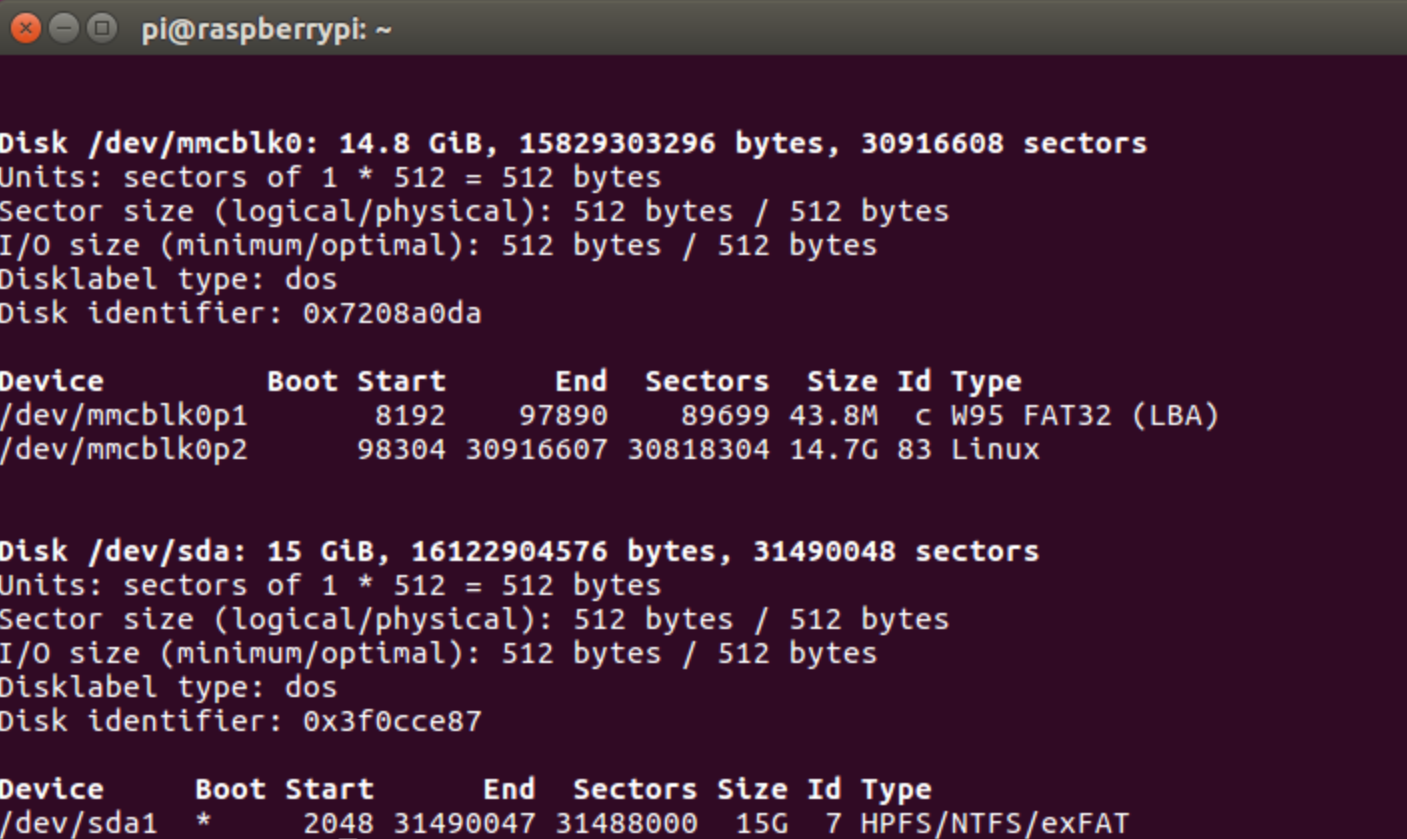 pi@raspberrypi: ~
Disk /dev/mmcblk0: 14.8 GiB, 15829303296 bytes, 30916608 sectors
Units: sectors of 1 * 512 = 512 bytes
Sector size (logical/physical): 512 bytes / 512 bytes
I/O size (minimum/optimal): 512 bytes / 512 bytes
Disklabel type: dos
Disk identifier: 0x7208a0da
Device         Boot Start      End  Sectors  Size Id Type
/dev/mmcblk0p1       8192    97890    89699 43.8M  c W95 FAT32 (LBA)
/dev/mmcblk0p2      98304 30916607 30818304 14.7G 83 Linux
Disk /dev/sda: 15 GiB, 16122904576 bytes, 31490048 sectors
Units: sectors of 1 * 512 = 512 bytes
Sector size (logical/physical): 512 bytes / 512 bytes
I/O size (minimum/optimal): 512 bytes / 512 bytes
Disklabel type: dos
Disk identifier: 0x3f0cce87
Device     Boot Start      End  Sectors Size Id Type
/dev/sda1  *     2048 31490047 31488000  15G  7 HPFS/NTFS/exFAT